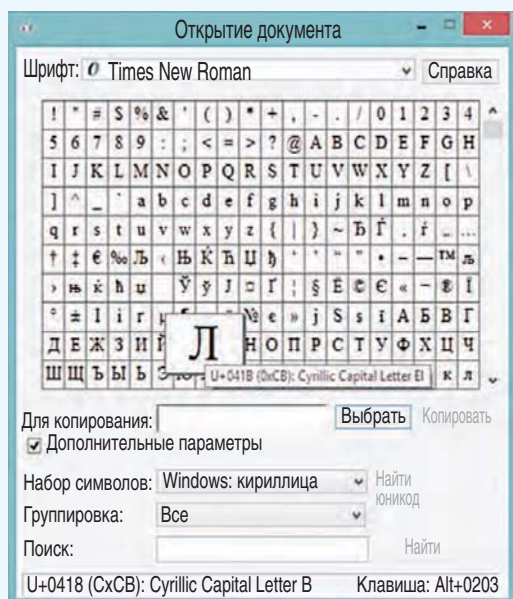 Открытие документа
Шрифт: O Times New Roman Справка
! " # $ % & ' ( ) * + , - . / 0 1 2 3 4
5 6 7 8 9 : ; < = > ? @ A B C D E F G H
I J K L M N O P Q R S T U V W X Y Z [ \
] ^ _ ` a b c d e f g h i j k l m n o p
q r s t u v w x y z { | } ~ Ђ Ѓ ‚ ѓ „ …
† ‡ € ‰ Љ ‹ Њ Ќ Ћ Џ ђ ‘ ’ “ ” • – — ™ љ
› њ ќ ћ џ Ў ў Ј ¤ Ґ ¦ § Ё © Є « - ® Ї
° ± І і ґ № є » ј Ѕ ѕ ї А Б В Г
Д Е Ж З И Л Н О П Р С Т У Ф Х Ц Ч
Ш Щ Ъ Ы Ь Э U+041B (0xCB): Cyrillic Capital Letter El к л
Для копирования: Выбрать Копировать
Дополнительные параметры
Набор символов: Windows: кириллица Найти юникод
Группировка: Все
Поиск: Найти
U+0418 (CxCB): Cyrillic Capital Letter B Клавиша: Alt+0203